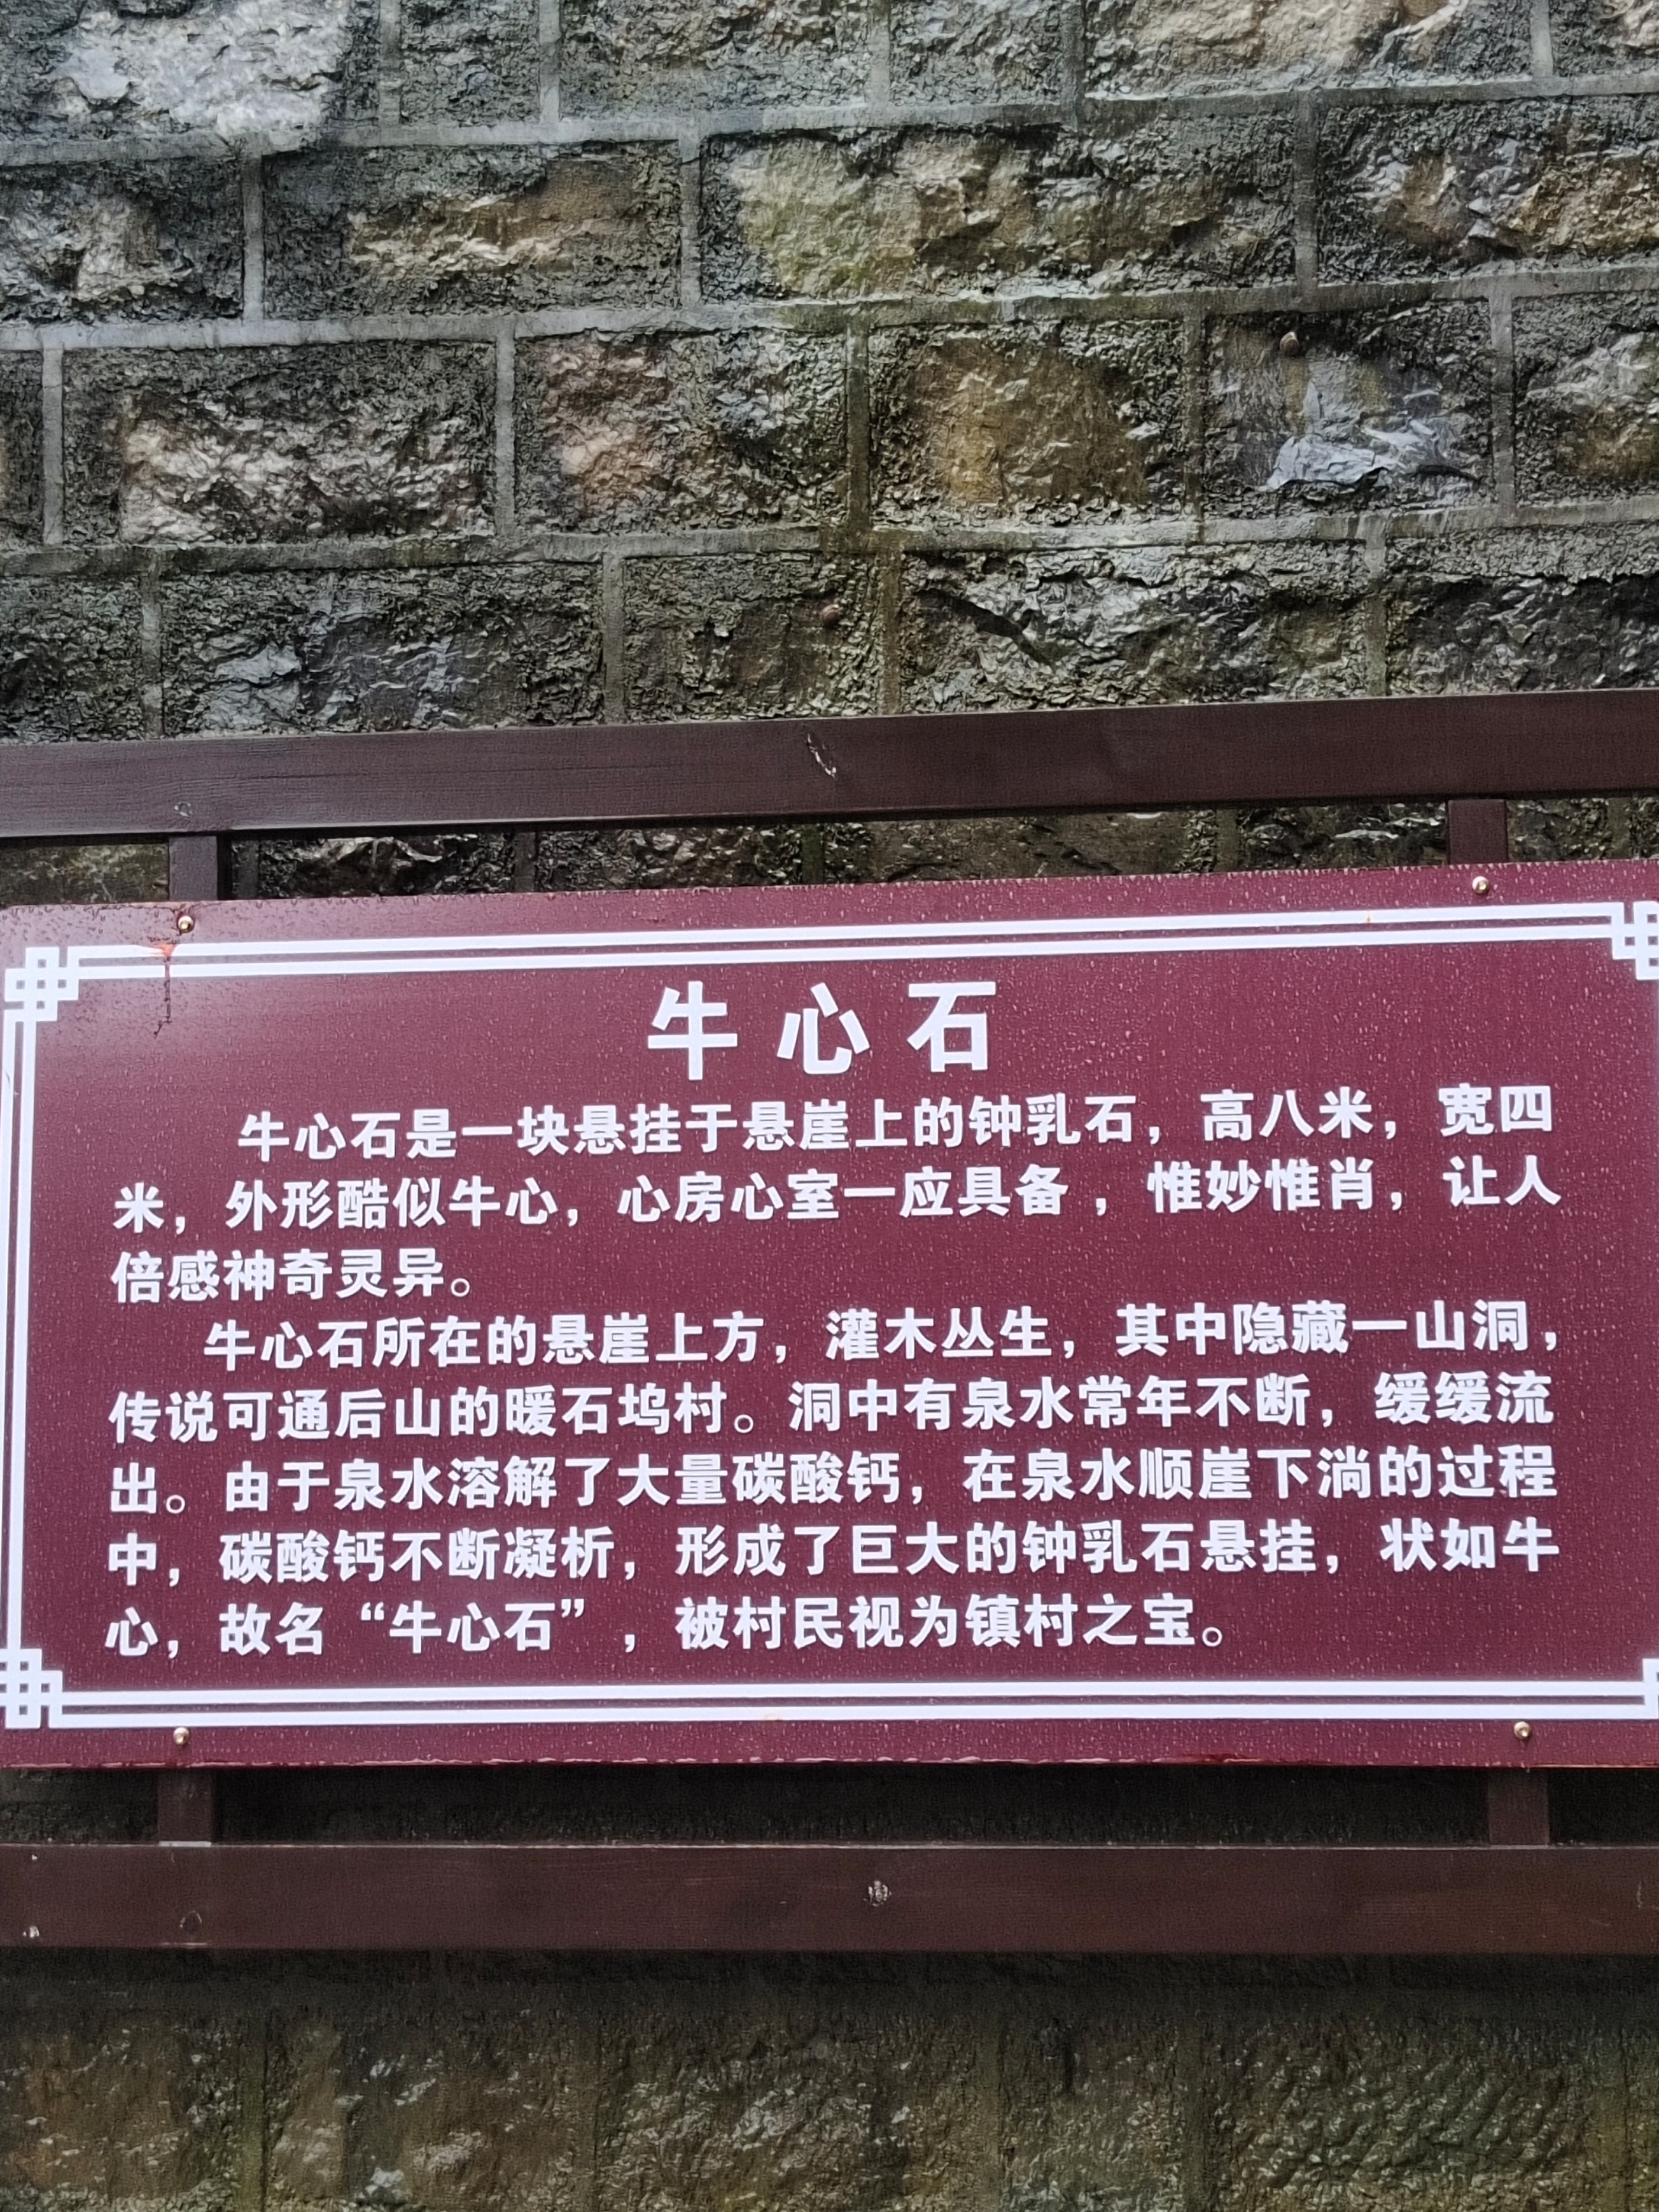 牛心石
牛心石是一块悬挂于悬崖上的钟乳石，高八米，宽四
米，外形酷似牛心，心房心室一应具备，惟妙惟肖，让人
倍感神奇灵异。
牛心石所在的悬崖上方，灌木丛生，其中隐藏一山洞，
传说可通后山的暖石坞村。洞中有泉水常年不断，缓缓流
出。由于泉水溶解了大量碳酸钙，在泉水顺崖下淌的过程
中，碳酸钙不断凝析，形成了巨大的钟乳石悬挂，状如牛
心，故名“牛心石”，被村民视为镇村之宝。